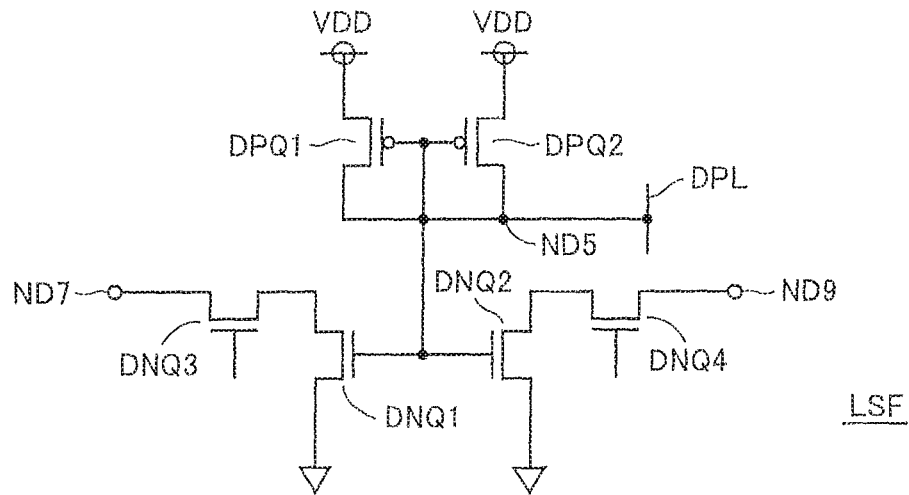 VDD VDD
DPQ1 DPQ2
DPL
ND5
DNQ2
ND7 ND9
DNQ3 DNQ4
DNQ1
LSF